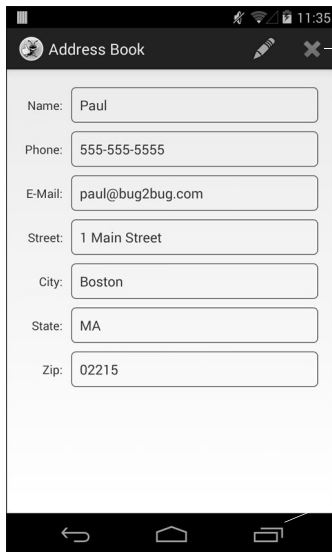 11:35
Address Book
Name: Paul
Phone: 555-555-5555
E-Mail: paul@bug2bug.com
Street: 1 Main Street
City: Boston
State: MA
Zip: 02215